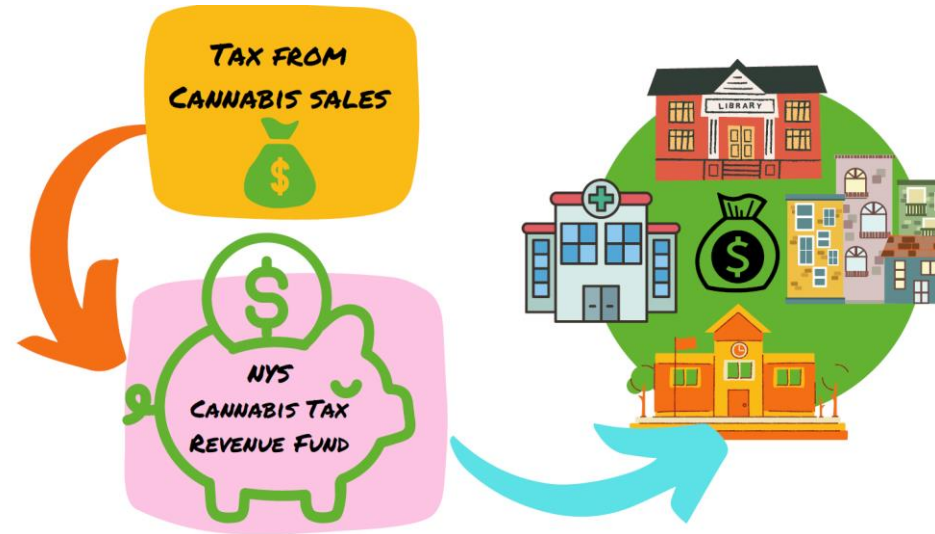 TAX FROM
CANNABIS SALES
$
$
NYS
CANNABIS TAX
REVENUE FUND
LIBRARY
$